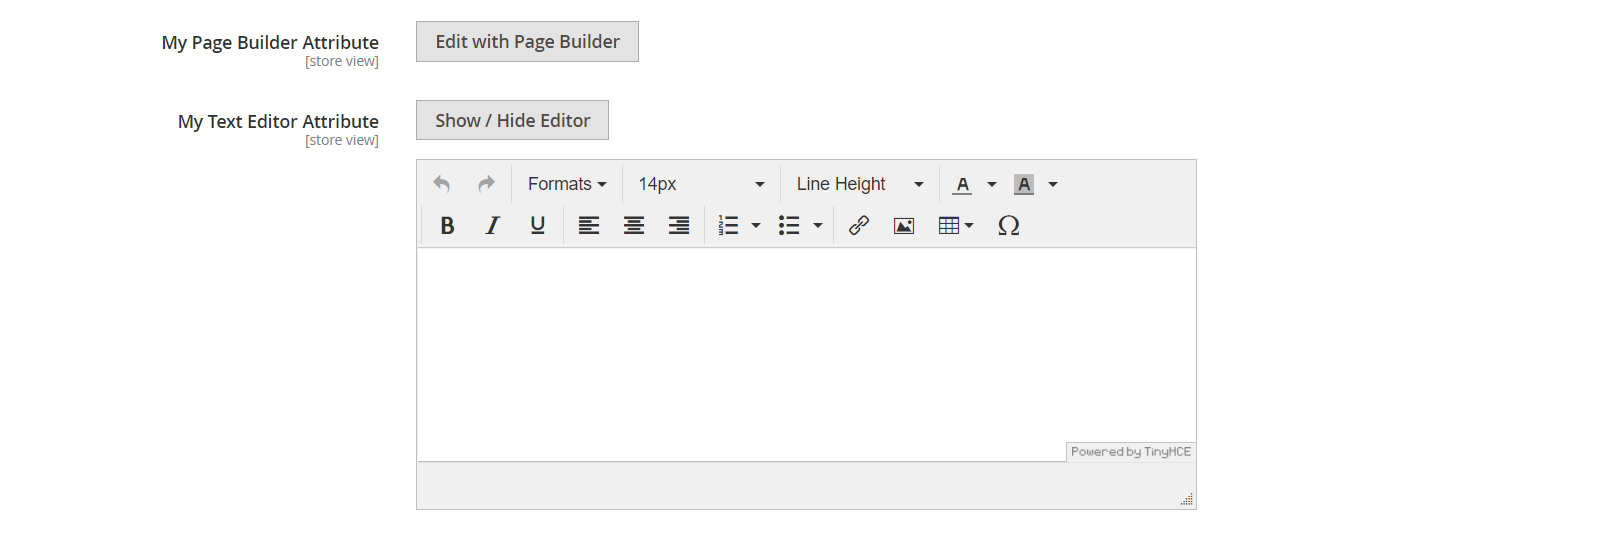 My Page Builder Attribute
[store view]
Edit with Page Builder
My Text Editor Attribute
[store view]
Show / Hide Editor
Formats 14px Line Height A A
B I U Ω
Powered by TinyMCE